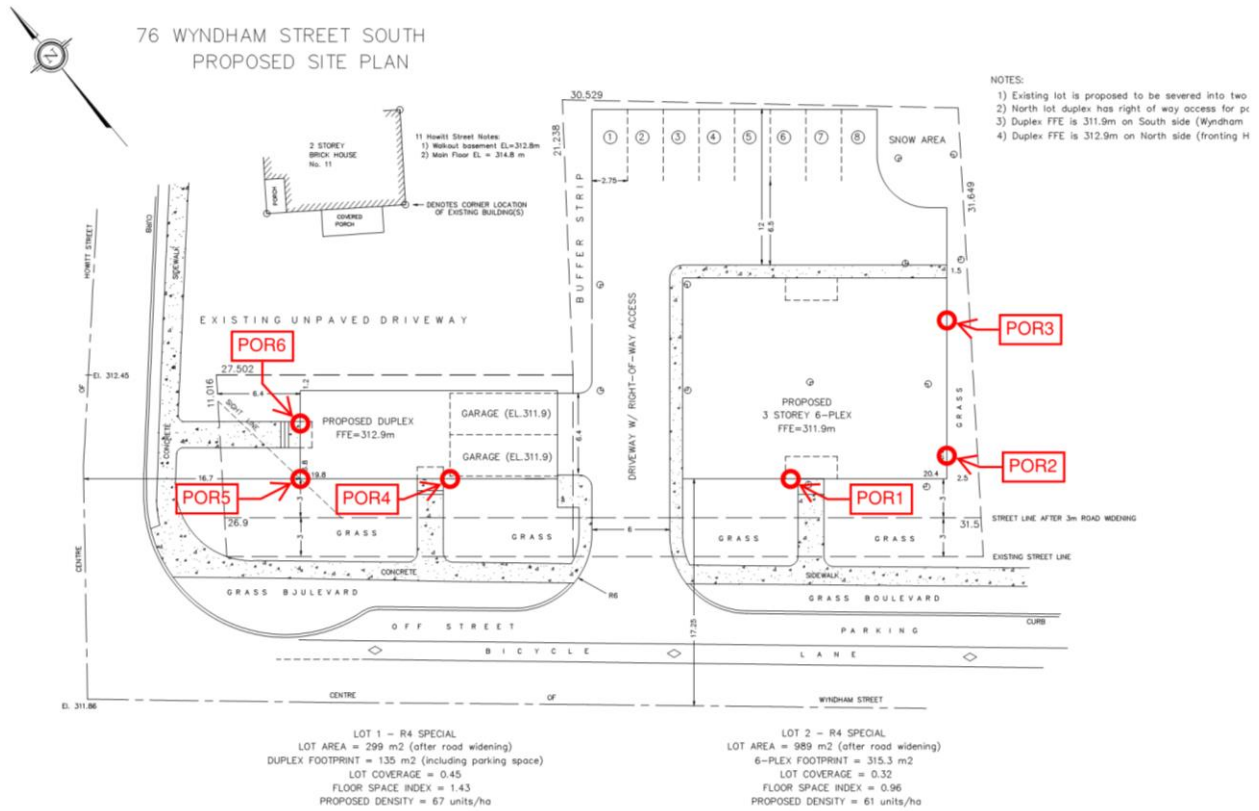 76 WYNDHAM STREET SOUTH
PROPOSED SITE PLAN
N
NOTES:
1) Existing lot is proposed to be severed into two
2) North lot duplex has right of way access for
3) Duplex FFE is 311.9m on South side (Wyndham
4) Duplex FFE is 312.9m on North side (fronting H
30.529
21.238
11 Howitt Street Notes:
1) Walkout basement EL=312.8m
2) Main Floor EL = 314.8 m
2 STOREY
BRICK HOUSE
No. 11
PORCH
COVERED
PORCH
DENOTES CORNER LOCATION
OF EXISTING BUILDING(S)
1 2 3 4 5 6 7 8
SNOW AREA
2.75
12
6.5
31.649
1.5
BUFFER STRIP
CURB
SIDEWALK
HOWITT STREET
OF
CENTRE
EXISTING UNPAVED DRIVEWAY
DRIVEWAY W/ RIGHT-OF-WAY ACCESS
POR6
POR3
El. 312.45
27.502
11.016
6.4
1.2
SIGHT LINE
PROPOSED DUPLEX
FFE=312.9m
GARAGE (EL.311.9)
GARAGE (EL.311.9)
6.4
PROPOSED
3 STOREY 6-PLEX
FFE=311.9m
GRASS
CONCRETE
16.7
19.8
POR5
POR4
POR1
POR2
20.4
2.5
3
3
26.9
3
3
6
31.5
STREET LINE AFTER 3m ROAD WIDENING
EXISTING STREET LINE
GRASS
GRASS
GRASS
GRASS
CONCRETE
SIDEWALK
GRASS BJULEVARD
R6
GRASS BOULEVARD
CURB
OFF STREET
PARKING
17.25
BICYCLE
LANE
CENTRE
OF
WYNDHAM STREET
El. 311.86
LOT 1 - R4 SPECIAL
LOT AREA = 299 m2 (after road widening)
DUPLEX FOOTPRINT = 135 m2 (including parking space)
LOT COVERAGE = 0.45
FLOOR SPACE INDEX = 1.43
PROPOSED DENSITY = 67 units/ha
LOT 2 - R4 SPECIAL
LOT AREA = 989 m2 (after road widening)
6-PLEX FOOTPRINT = 315.3 m2
LOT COVERAGE = 0.32
FLOOR SPACE INDEX = 0.96
PROPOSED DENSITY = 61 units/ha